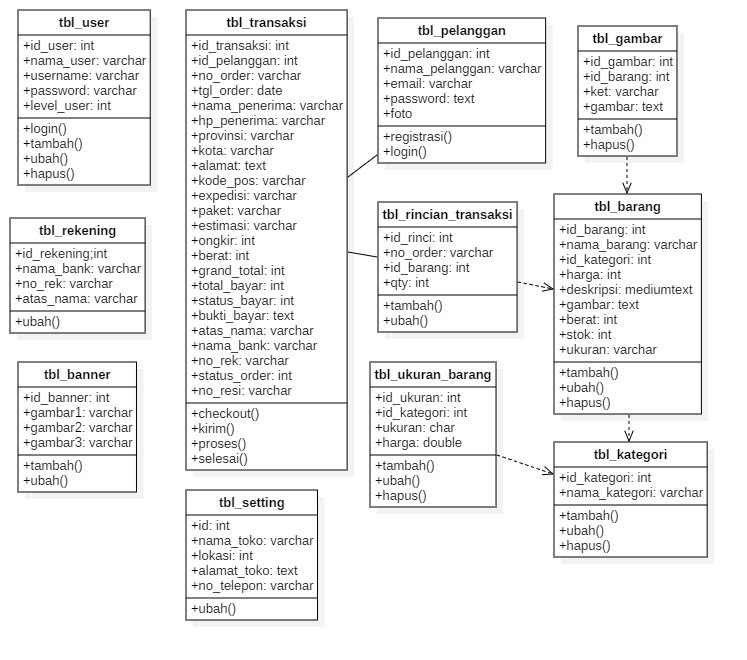 tbl_user
+id_user: int
+nama_user: varchar
+username: varchar
+password: varchar
+level_user: int
+login()
+tambah()
+ubah()
+hapus()
tbl_transaksi
+id_transaksi: int
+id_pelanggan: int
+no_order: varchar
+tgl_order: date
+nama_penerima: varchar
+hp_penerima: varchar
+provinsi: varchar
+kota: varchar
+alamat: text
+kode_pos: varchar
+expedisi: varchar
+paket: varchar
+estimasi: varchar
+ongkir: int
+berat: int
+grand_total: int
+total_bayar: int
+status_bayar: int
+bukti_bayar: text
+atas_nama: varchar
+nama_bank: varchar
+no_rek: varchar
+status_order: int
+no_resi: varchar
+checkout()
+kirim()
+proses()
+selesai()
tbl_pelanggan
+id_pelanggan: int
+nama_pelanggan: varchar
+email: varchar
+password: text
+foto
+registrasi()
+login()
tbl_gambar
+id_gambar: int
+id_barang: int
+ket: varchar
+gambar: text
+tambah()
+hapus()
tbl_rekening
+id_rekening;int
+nama_bank: varchar
+no_rek: varchar
+atas_nama: varchar
+ubah()
tbl_rincian_transaksi
+id_rinci: int
+no_order: varchar
+id_barang: int
+qty: int
+tambah()
+ubah()
tbl_barang
+id_barang: int
+nama_barang: varchar
+id_kategori: int
+harga: int
+deskripsi: mediumtext
+gambar: text
+berat: int
+stok: int
+ukuran: varchar
+tambah()
+ubah()
+hapus()
tbl_banner
+id_banner: int
+gambar1: varchar
+gambar2: varchar
+gambar3: varchar
+tambah()
+ubah()
tbl_ukuran_barang
+id_ukuran: int
+id_kategori: int
+ukuran: char
+harga: double
+tambah()
+ubah()
+hapus()
tbl_kategori
+id_kategori: int
+nama_kategori: varchar
+tambah()
+ubah()
+hapus()
tbl_setting
+id: int
+nama_toko: varchar
+lokasi: int
+alamat_toko: text
+no_telepon: varchar
+ubah()